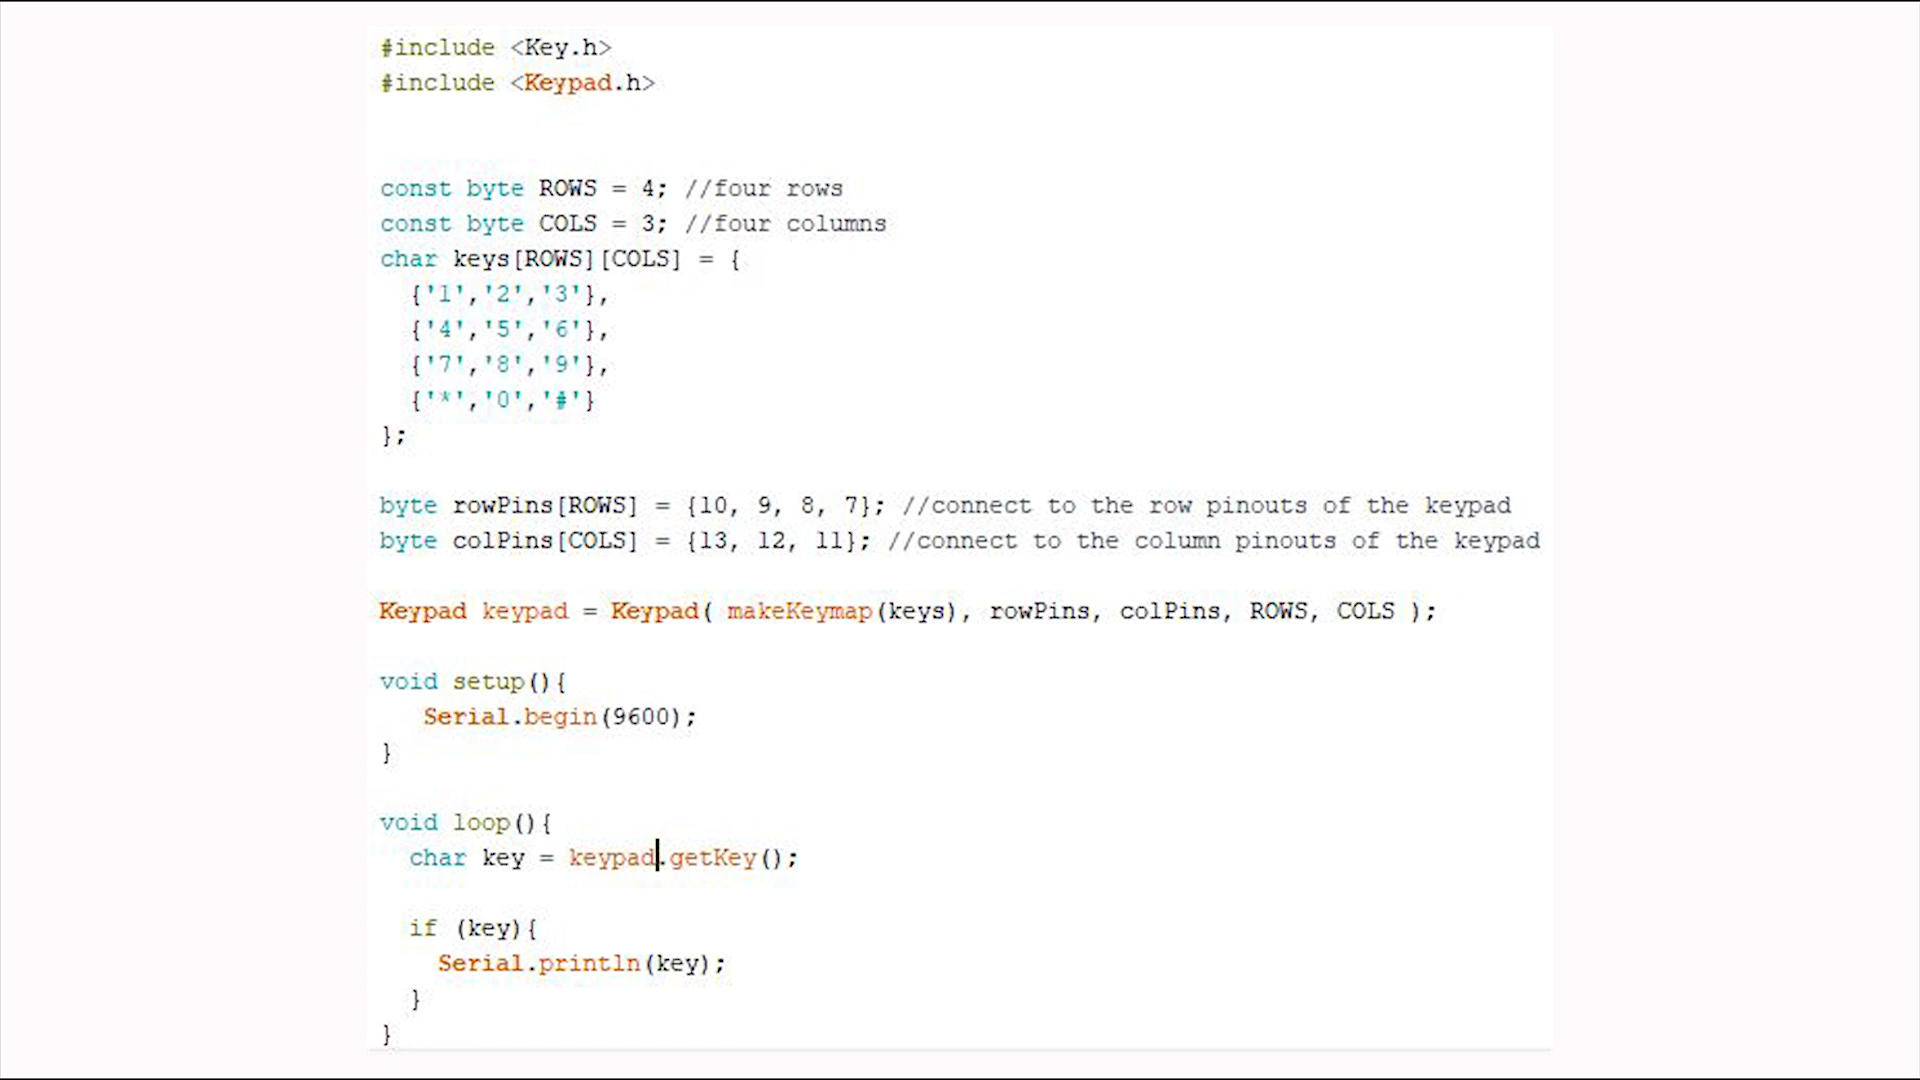 #include <Key.h>
#include <Keypad.h>
const byte ROWS = 4; //four rows
const byte COLS = 3; //four columns
char keys[ROWS][COLS] = {
{'1','2','3'},
{'4','5','6'},
{'7','8','9'},
{'*','0','#'}
};
byte rowPins[ROWS] = {10, 9, 8, 7}; //connect to the row pinouts of the keypad
byte colPins[COLS] = {13, 12, 11}; //connect to the column pinouts of the keypad
Keypad keypad = Keypad( makeKeymap(keys), rowPins, colPins, ROWS, COLS );
void setup(){
Serial.begin(9600);
}
void loop(){
char key = keypad.getKey();
if (key){
Serial.println(key);
}
}